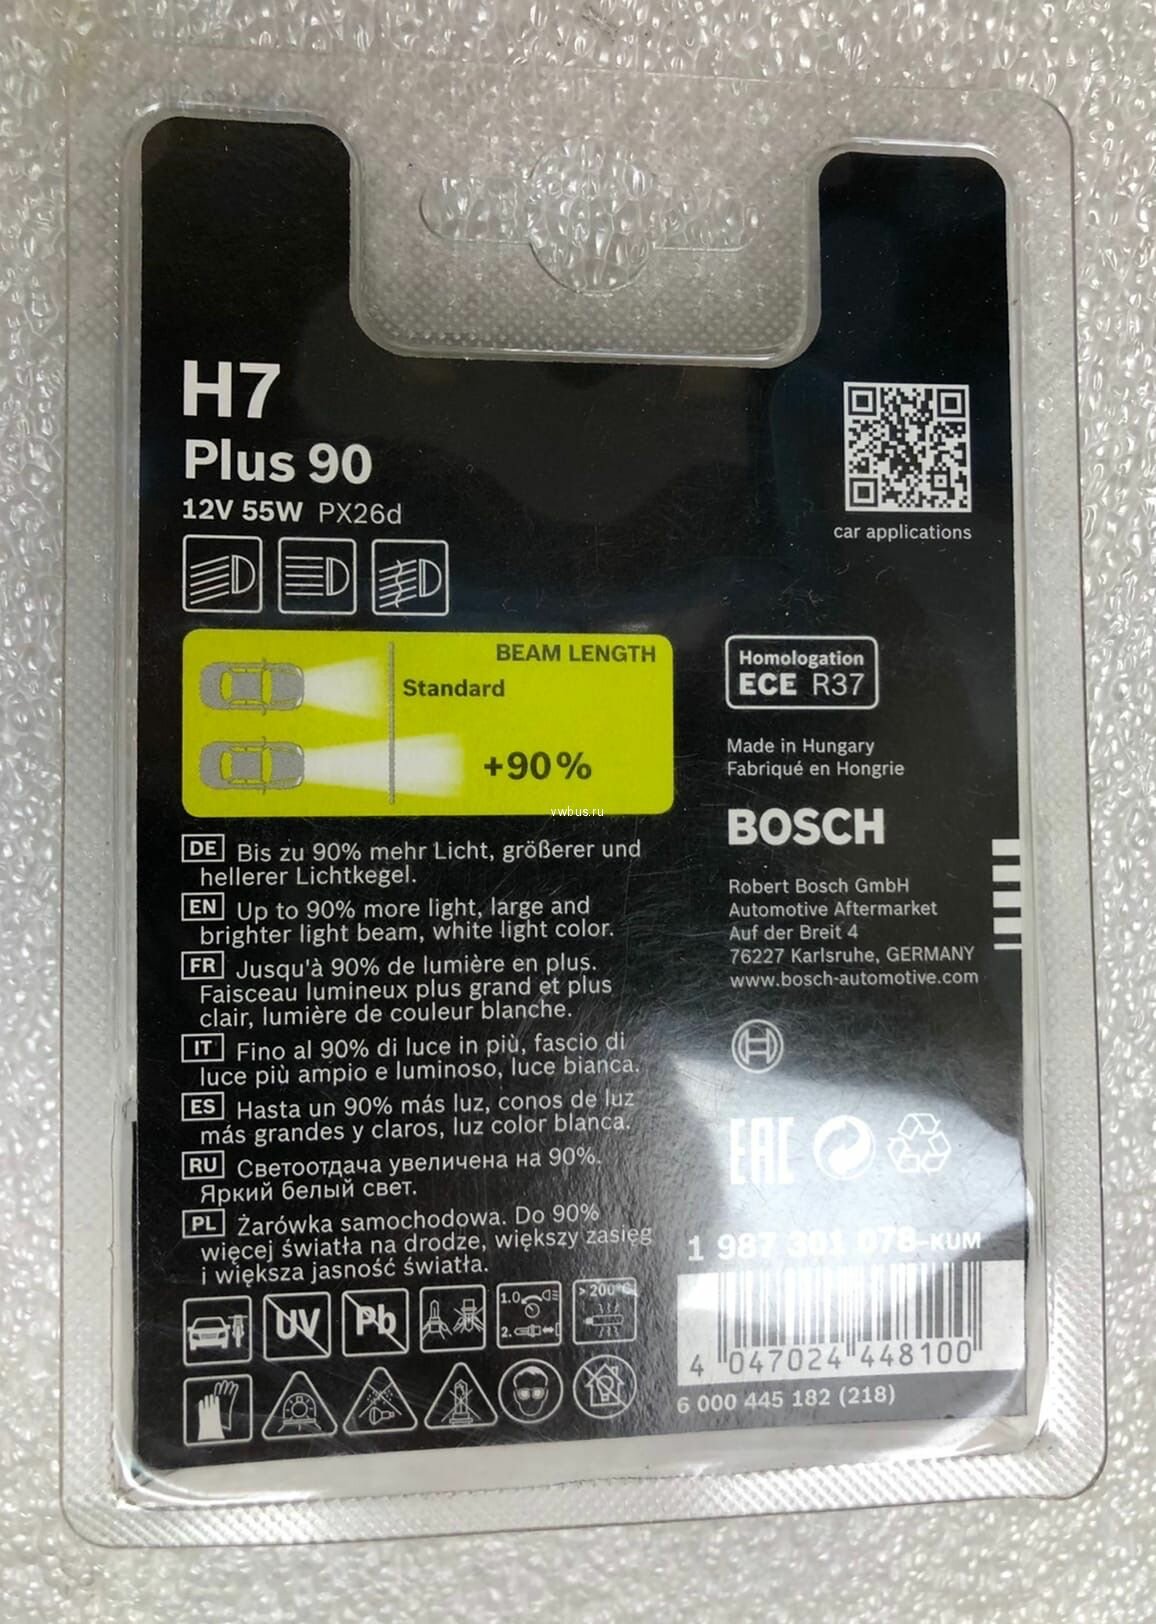 H7
Plus 90
12V 55W PX26d
car applications
BEAM LENGTH
Standard
+90%
vwbus.ru
Homologation
ECE R37
Made in Hungary
Fabriqué en Hongrie
BOSCH
Robert Bosch GmbH
Automotive Aftermarket
Auf der Breit 4
76227 Karlsruhe, GERMANY
www.bosch-automotive.com
DE Bis zu 90% mehr Licht, größerer und
hellerer Lichtkegel.
EN Up to 90% more light, large and
brighter light beam, white light color.
FR Jusqu'à 90% de lumière en plus.
Faisceau lumineux plus grand et plus
clair, lumière de couleur blanche.
IT Fino al 90% di luce in più, fascio di
luce più ampio e luminoso, luce bianca.
ES Hasta un 90% más luz, conos de luz
más grandes y claros, luz color blanca.
RU Светоотдача увеличена на 90%.
Яркий белый свет.
PL Żarówka samochodowa. Do 90%
więcej światła na drodze, większy zasięg
i większa jasność światła.
UV
Pb
1.
2.
> 200°C
EAC
1 987 301 078-KUM
4 047024 448100
6 000 445 182 (218)